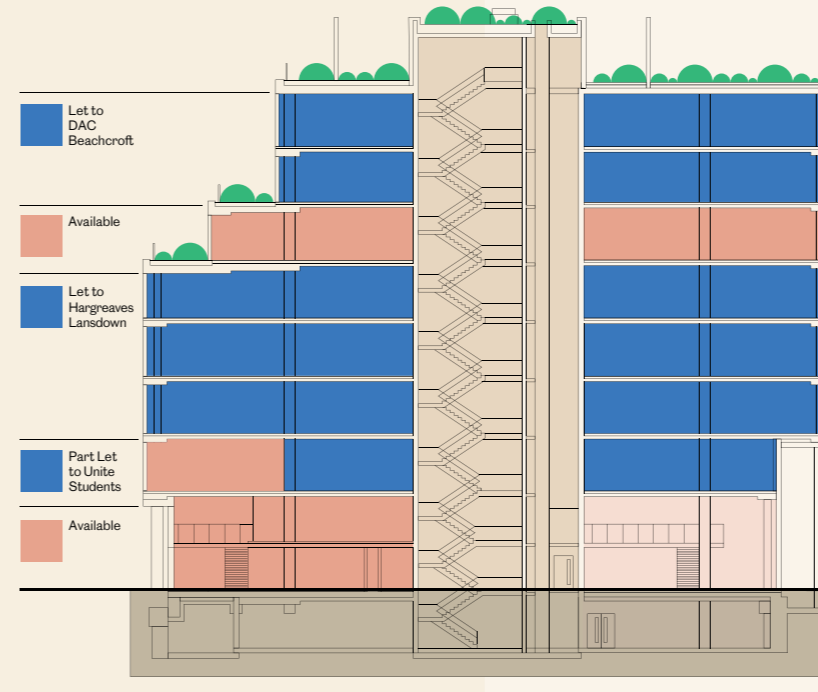 Let to
DAC
Beachcroft
Available
Let to
Hargreaves
Lansdown
Part Let
to Unite
Students
Available